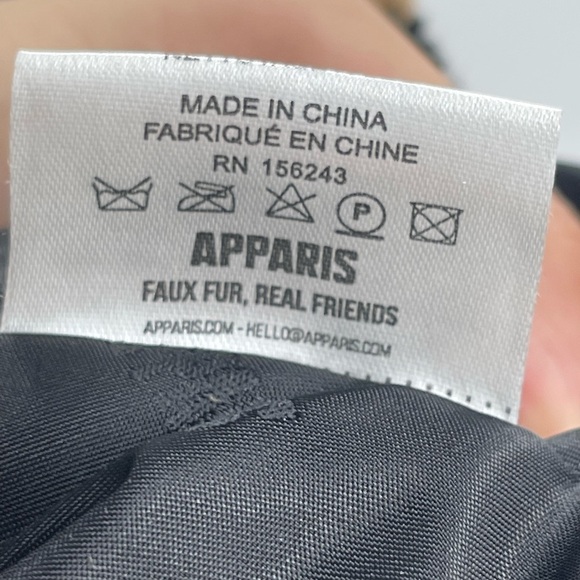 MADE IN CHINA
FABRIQUÉ EN CHINE
RN 156243
P
APPARIS
FAUX FUR, REAL FRIENDS
APPARIS.COM - HELLO@APPARIS.COM